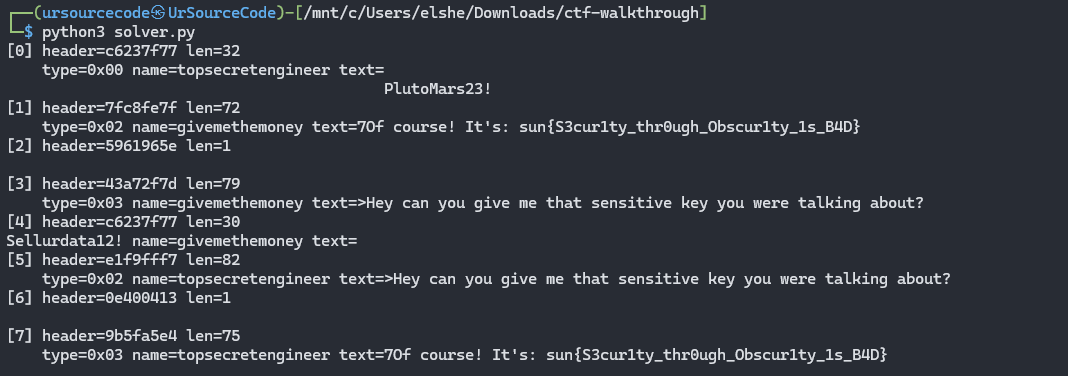 ┌──(ursourcecode㉿UrSourceCode)-[/mnt/c/Users/elshe/Downloads/ctf-walkthrough]
└─$ python3 solver.py
[0] header=c6237f77 len=32
    type=0x00 name=topsecretengineer text=
                                          PlutoMars23!
[1] header=7fc8fe7f len=72
    type=0x02 name=givemethemoney text=7Of course! It's: sun{S3cur1ty_thr0ugh_Obscur1ty_1s_B4D}
[2] header=5961965e len=1

[3] header=43a72f7d len=79
    type=0x03 name=givemethemoney text=>Hey can you give me that sensitive key you were talking about?
[4] header=c6237f77 len=30
Sellurdata12! name=givemethemoney text=
[5] header=e1f9fff7 len=82
    type=0x02 name=topsecretengineer text=>Hey can you give me that sensitive key you were talking about?
[6] header=0e400413 len=1

[7] header=9b5fa5e4 len=75
    type=0x03 name=topsecretengineer text=7Of course! It's: sun{S3cur1ty_thr0ugh_Obscur1ty_1s_B4D}